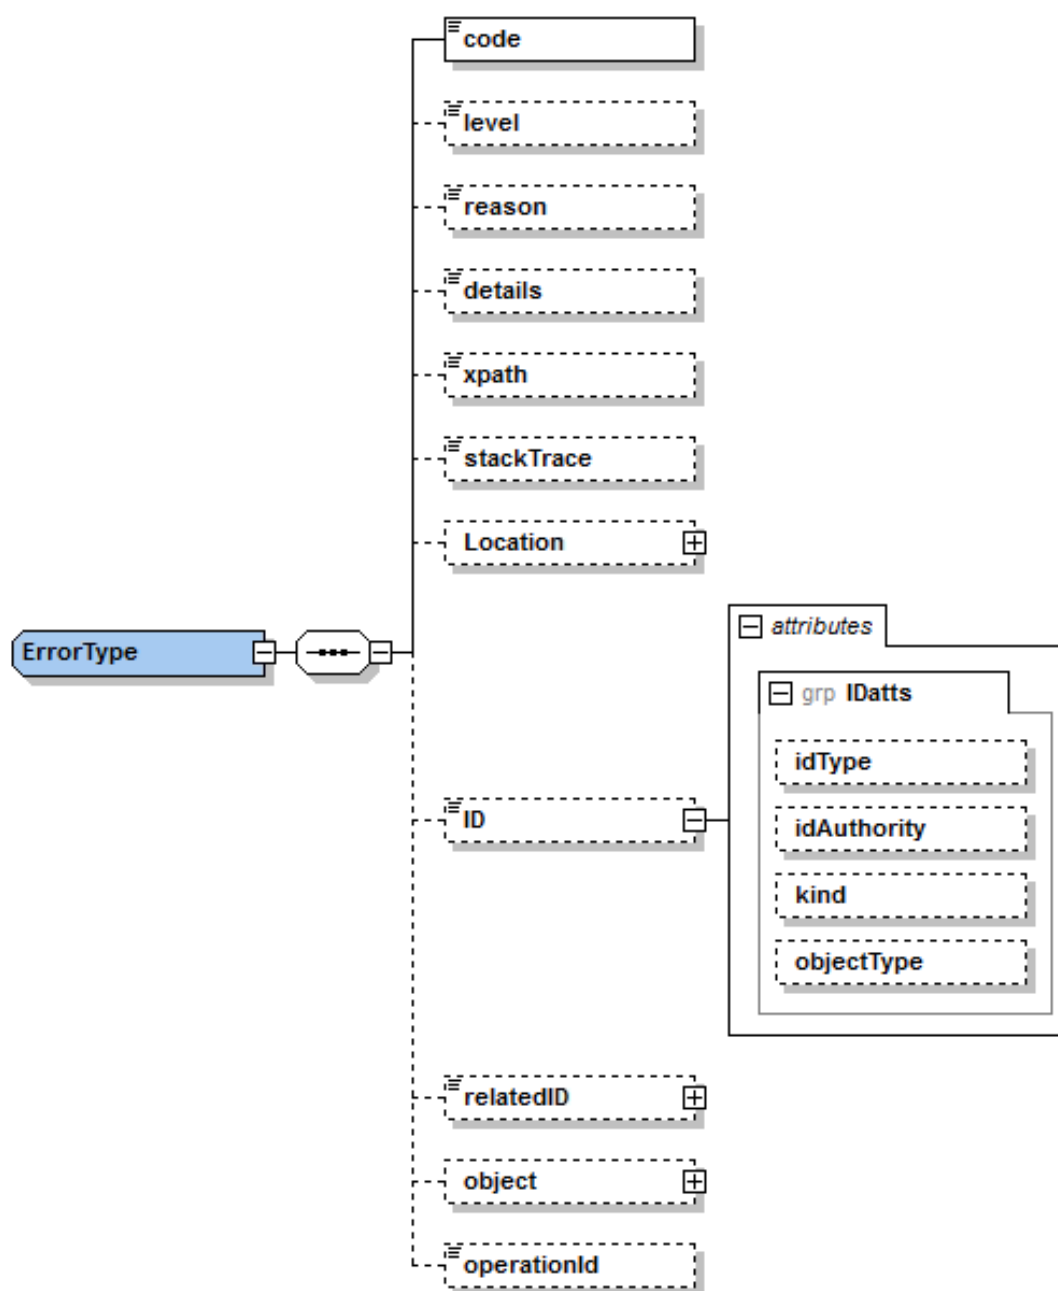 code
level
reason
details
xpath
stackTrace
Location
ErrorType
attributes
grp IDatts
idType
ID
idAuthority
kind
objectType
relatedID
object
operationId